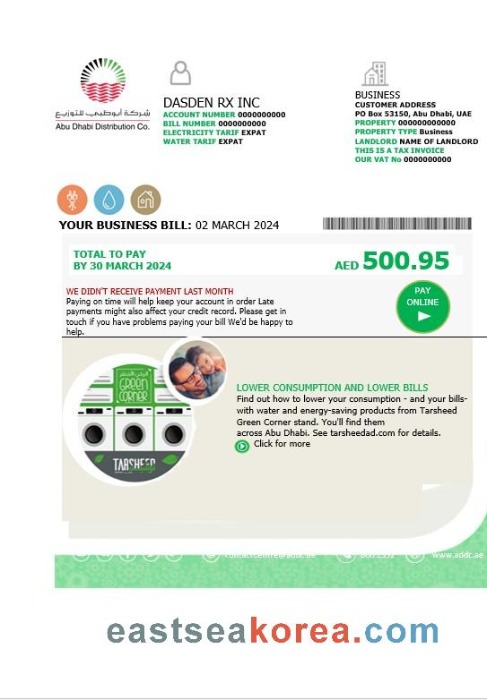 شركة أبوظبي للتوزيع
Abu Dhabi Distribution Co.
DASDEN RX INC
ACCOUNT NUMBER 0000000000
BILL NUMBER 0000000000
ELECTRICITY TARIF EXPAT
WATER TARIF EXPAT
BUSINESS
CUSTOMER ADDRESS
PO Box 53150, Abu Dhabi, UAE
PROPERTY 000000000000
PROPERTY TYPE Business
LANDLORD NAME OF LANDLORD
THIS IS A TAX INVOICE
OUR VAT No 0000000000
YOUR BUSINESS BILL: 02 MARCH 2024
TOTAL TO PAY
BY 30 MARCH 2024
AED 500.95
WE DIDN'T RECEIVE PAYMENT LAST MONTH
Paying on time will help keep your account in order Late
payments might also affect your credit record. Please get in
touch if you have problems paying your bill We'd be happy to
help.
PAY
ONLINE
GREEN
CORNER
TARSHEED
LOWER CONSUMPTION AND LOWER BILLS
Find out how to lower your consumption - and your bills-
with water and energy-saving products from Tarsheed
Green Corner stand. You'll find them
across Abu Dhabi. See tarsheedad.com for details.
Click for more
www.addc.ae
eastseakorea.com